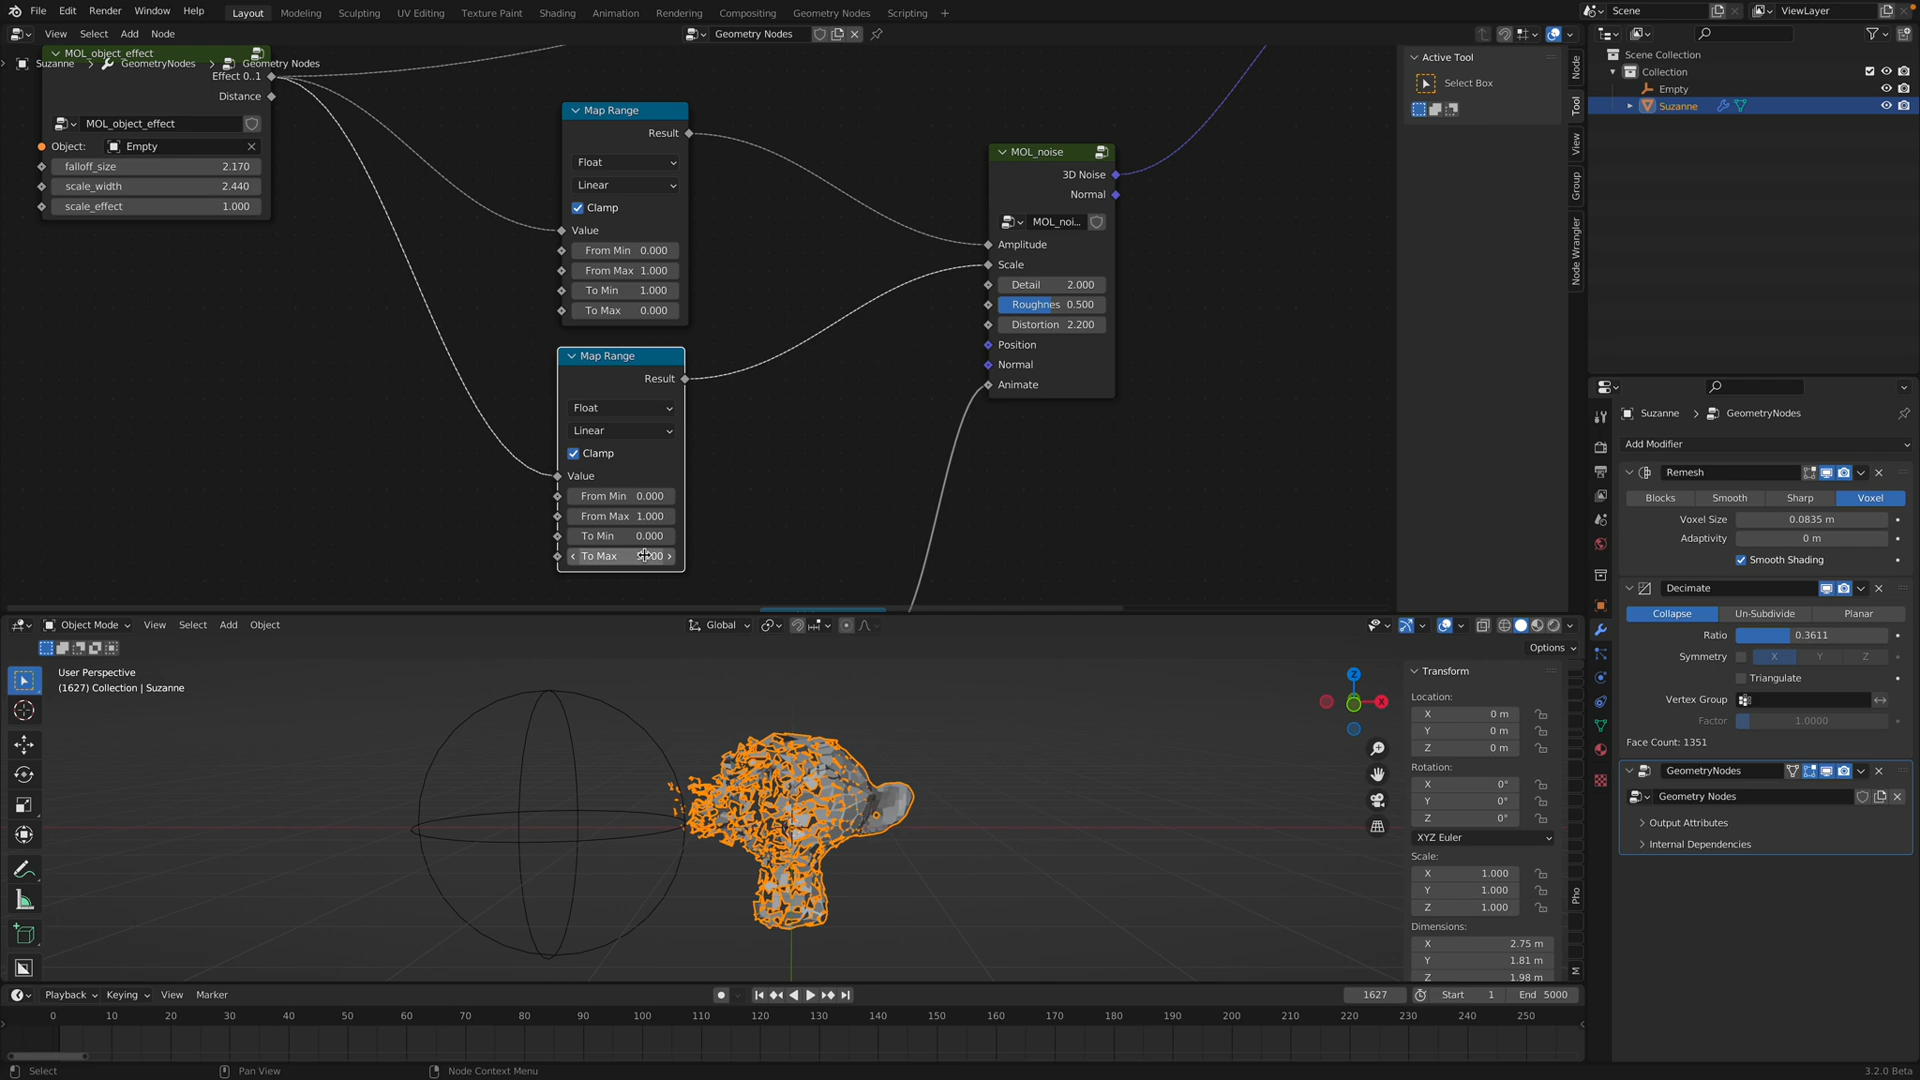 File Edit Render Window Help Layout Modeling Sculpting UV Editing Texture Paint Shading Animation Rendering Compositing Geometry Nodes Scripting + Scene ViewLayer
View Select Add Node Geometry Nodes
MOL_object_effect
Suzanne > GeometryNodes > Geometry Nodes
Effect 0..1
Distance
MOL_object_effect
Object: Empty
falloff_size 2.170
scale_width 2.440
scale_effect 1.000
Map Range
Result
Float
Linear
Clamp
Value
From Min 0.000
From Max 1.000
To Min 1.000
To Max 0.000
Map Range
Result
Float
Linear
Clamp
Value
From Min 0.000
From Max 1.000
To Min 0.000
To Max
MOL_noise
3D Noise
Normal
MOL_noi...
Amplitude
Scale
Detail 2.000
Roughnes 0.500
Distortion 2.200
Position
Normal
Animate
Active Tool
Select Box
Node
Tool
View
Group
Node Wrangler
Scene Collection
Collection
Empty
Suzanne
Suzanne > GeometryNodes
Add Modifier
Remesh
Blocks Smooth Sharp Voxel
Voxel Size 0.0835 m
Adaptivity 0 m
Smooth Shading
Decimate
Collapse Un-Subdivide Planar
Ratio 0.3611
Symmetry X Y Z
Triangulate
Vertex Group
Factor 1.0000
Face Count: 1351
GeometryNodes
Geometry Nodes
Output Attributes
Internal Dependencies
Object Mode View Select Add Object Global
Options
User Perspective
(1627) Collection | Suzanne
Z
X
Transform
Location:
X 0 m
Y 0 m
Z 0 m
Rotation:
X 0°
Y 0°
Z 0°
XYZ Euler
Scale:
X 1.000
Y 1.000
Z 1.000
Dimensions:
X 2.75 m
Y 1.81 m
Z 1.98 m
Pho
M
Playback Keying View Marker 1627 Start 1 End 5000
0 10 20 30 40 50 60 70 80 90 100 110 120 130 140 150 160 170 180 190 200 210 220 230 240 250
Select Pan View Node Context Menu 3.2.0 Beta